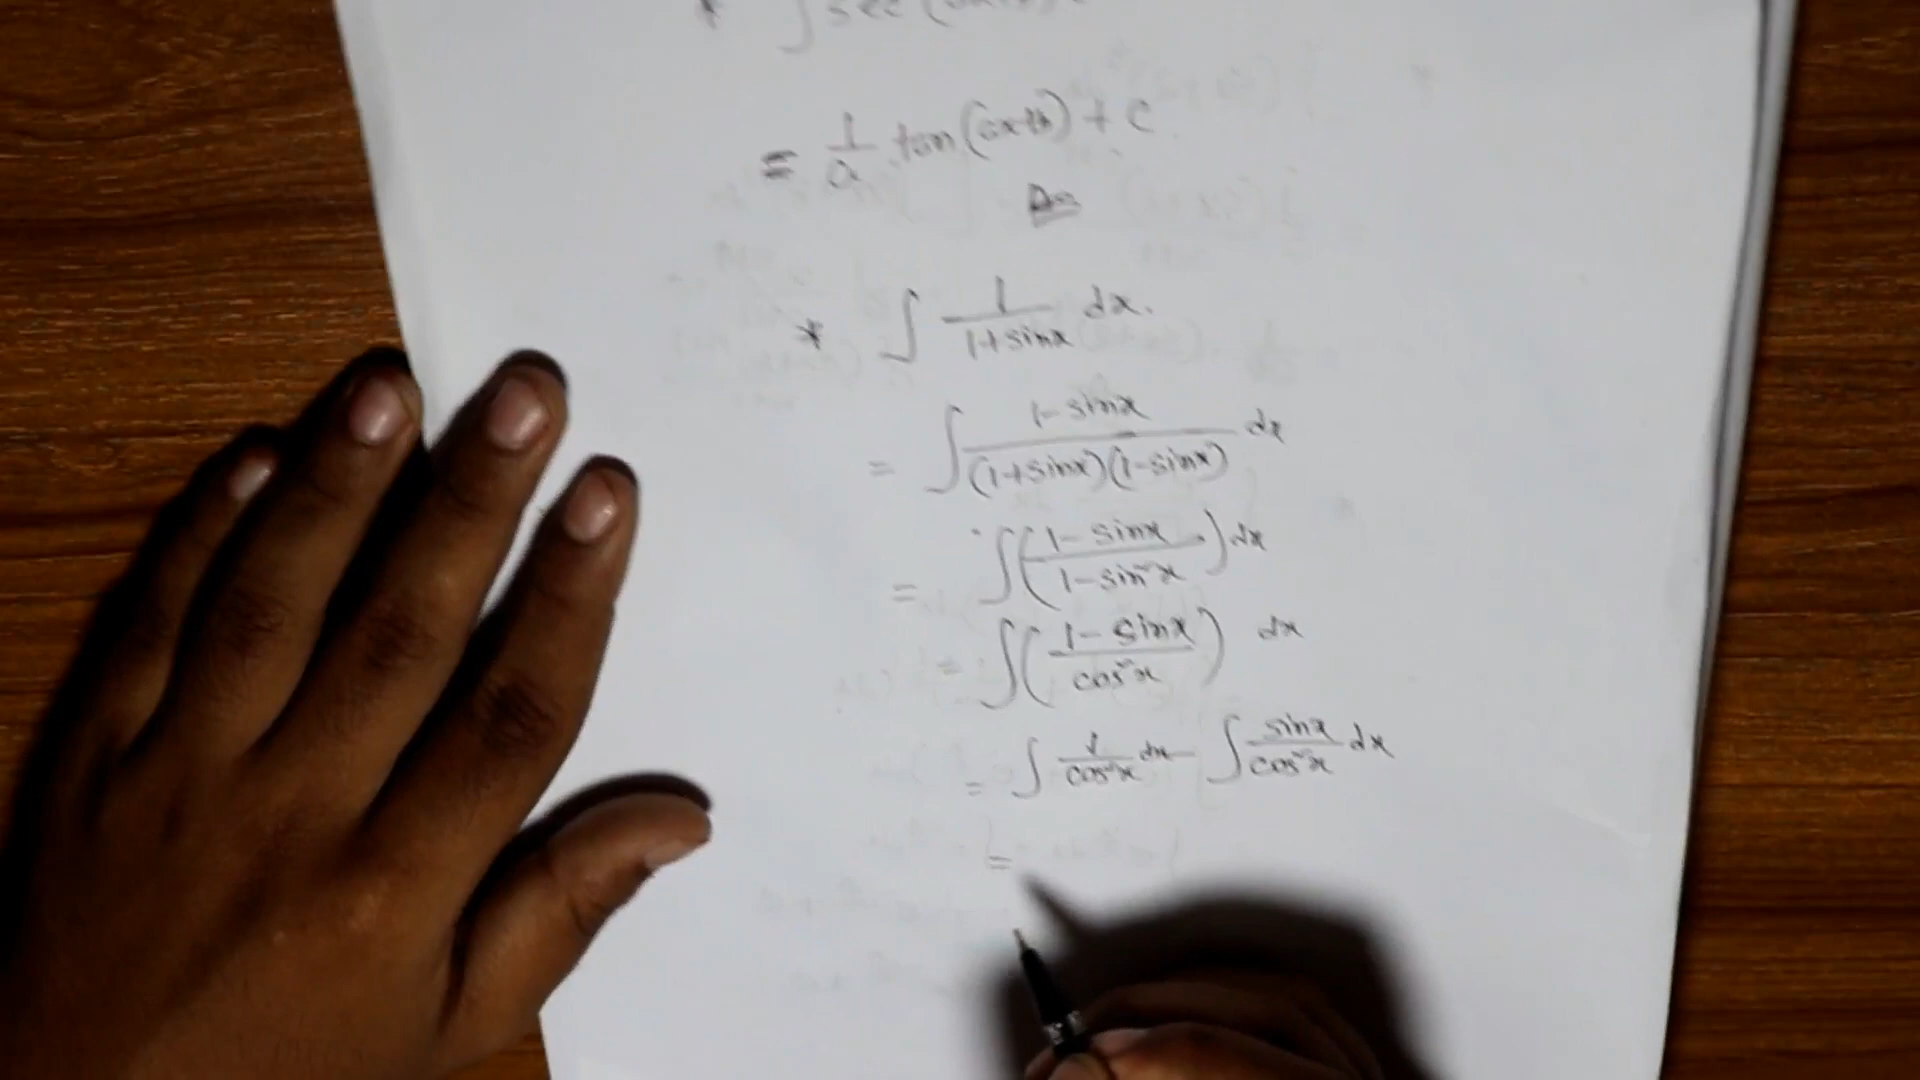 * ∫ sec (
= 1/a tan(ax+b) + c
Ans
* ∫ 1/(1+sinx) dx.
= ∫ (1-sinx)/((1+sinx)(1-sinx)) dx
= ∫ ((1-sinx)/(1-sin²x)) dx
= ∫ ((1-sinx)/(cos²x)) dx
= ∫ 1/(cos²x) dx - ∫ sinx/(cos²x) dx
=